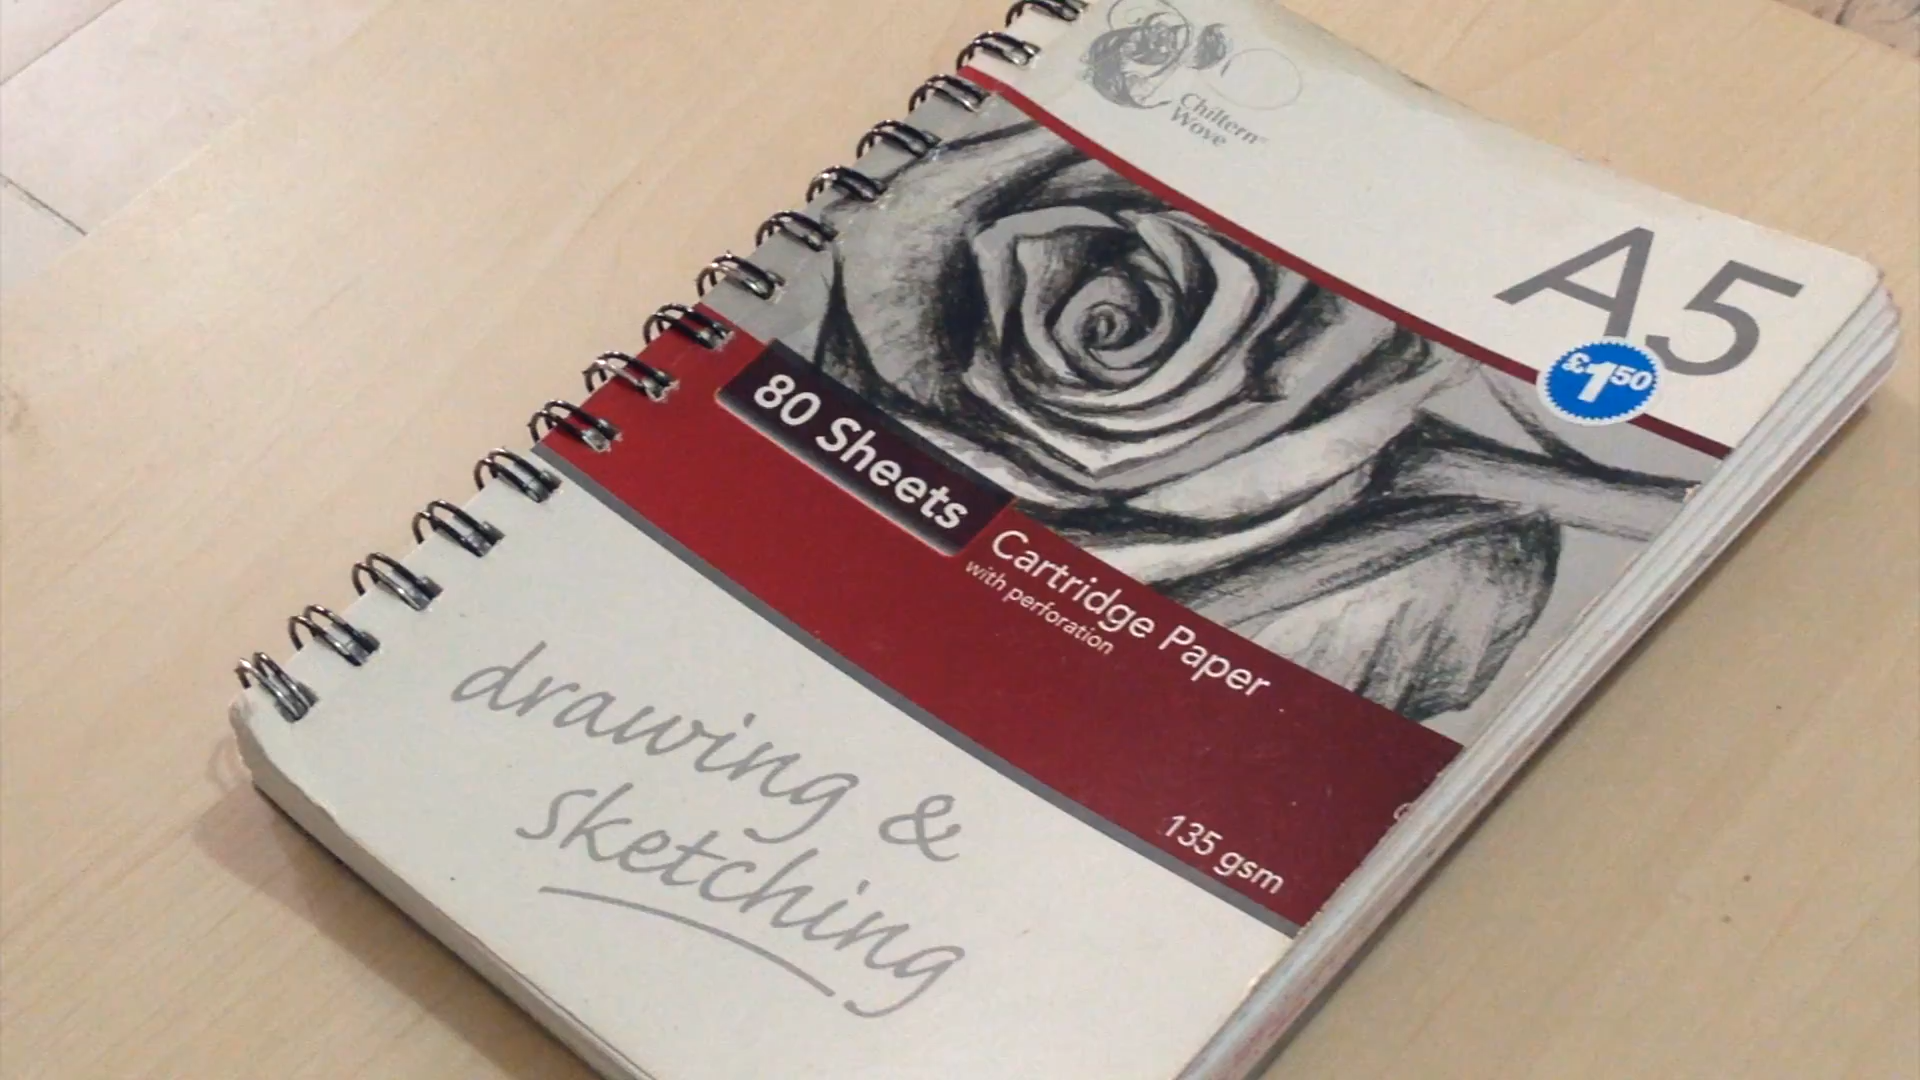 Chiltern
Wove
A5
£1.50
80 Sheets
Cartridge Paper
with perforation
135 gsm
drawing &
sketching